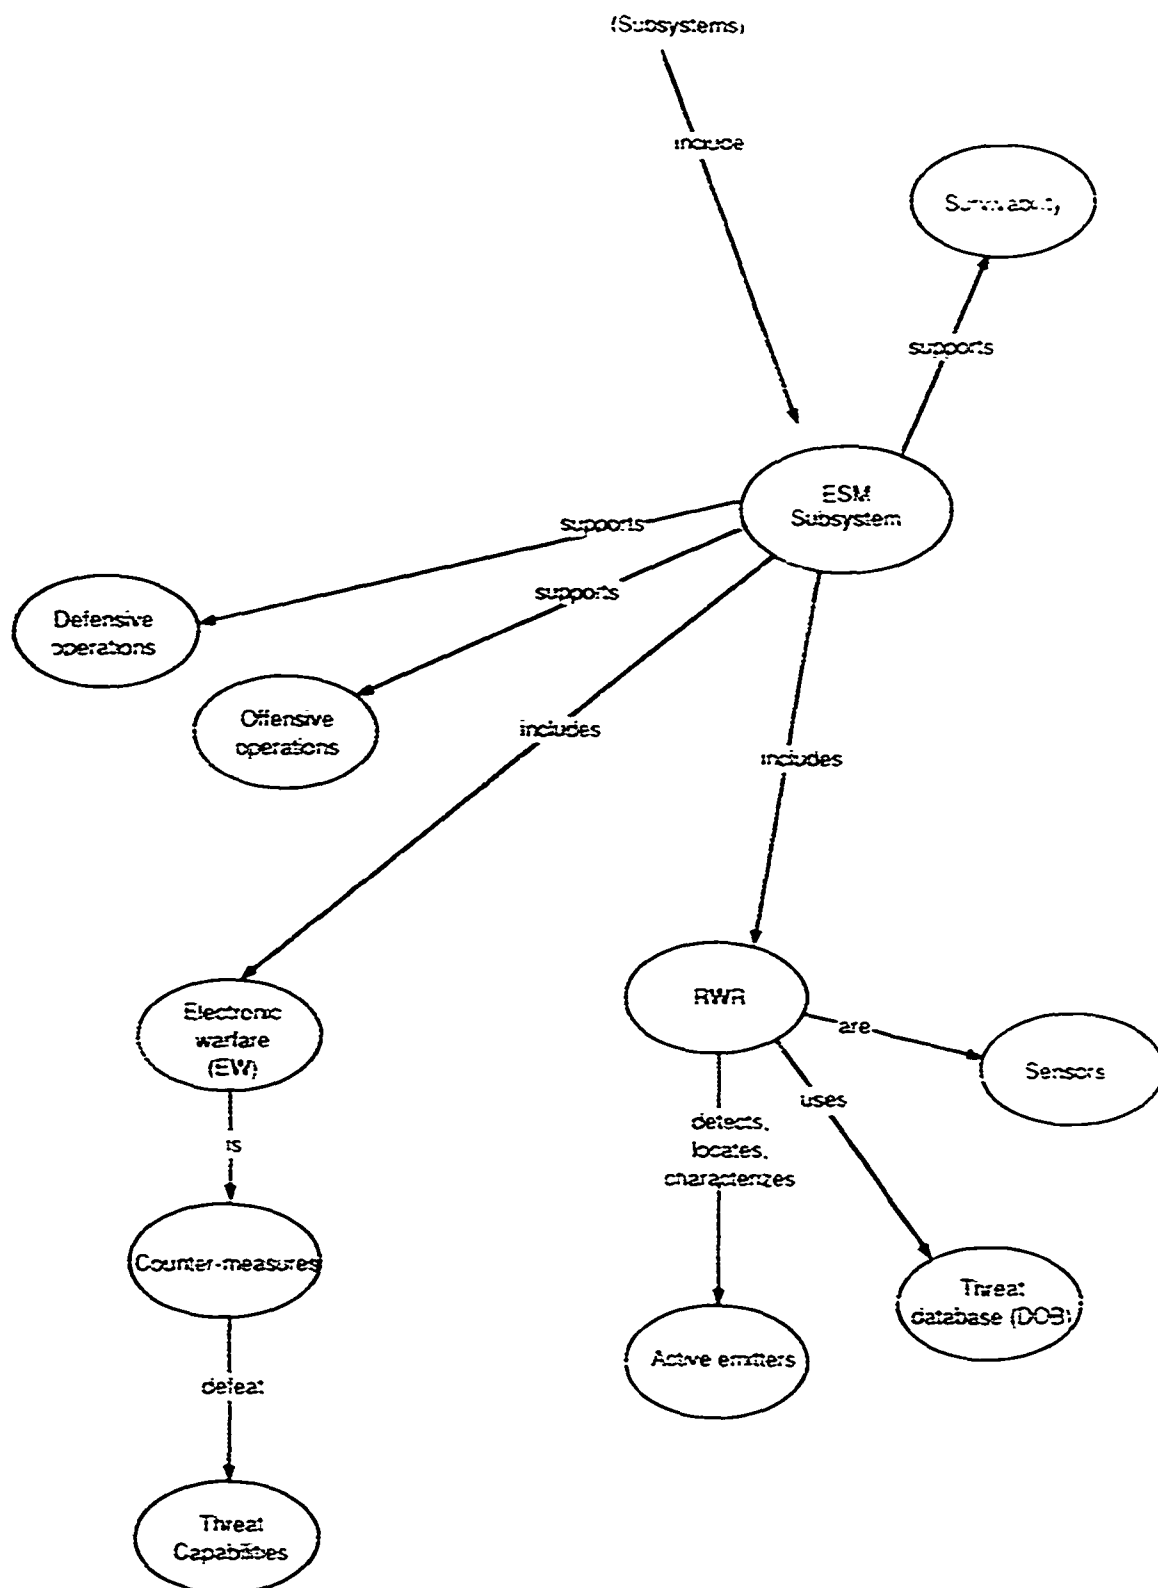 (Subsystems)
include
Survivability
supports
ESM
Subsystem
supports
supports
Defensive
operations
Offensive
operations
includes
includes
RWR
are
Sensors
Electronic
warfare
(EW)
uses
detects,
locates,
characterizes
is
Counter-measures
Threat
database (DOB)
Active emitters
defeat
Threat
Capabilities